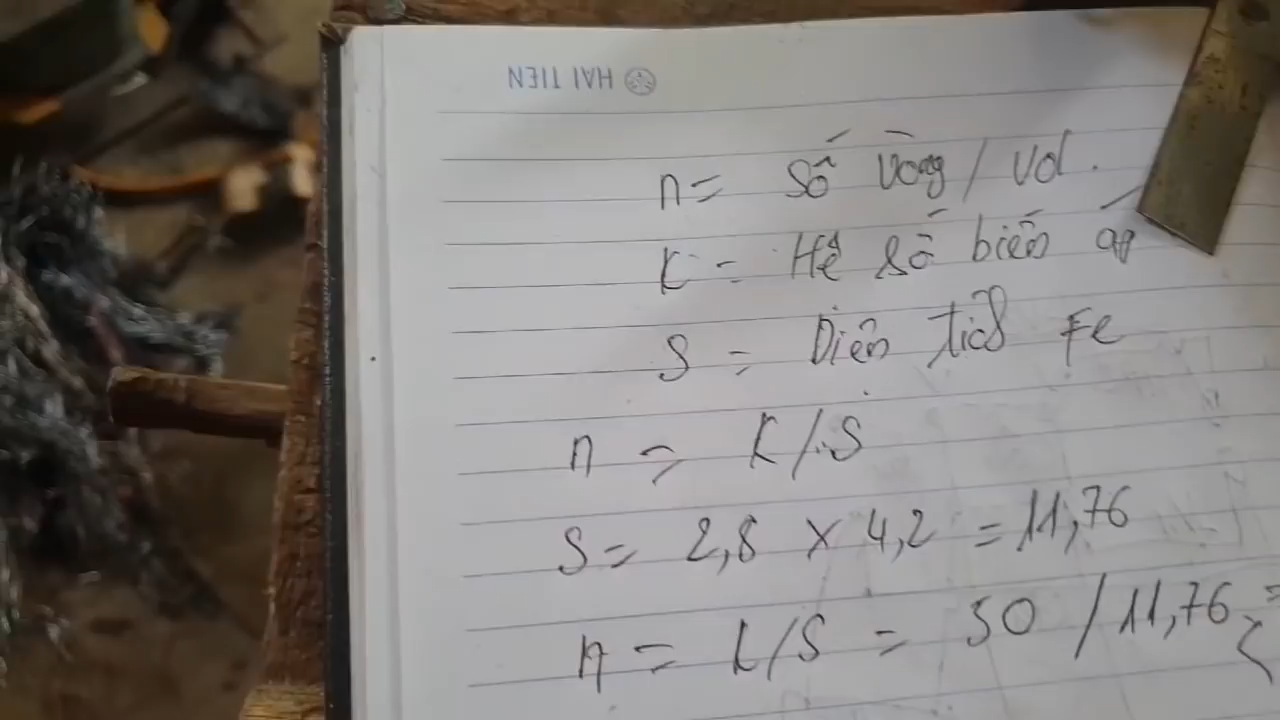 HAI TIEN
n = Số vòng / Vol.
K = Hệ số biến áp
S = Diện tích Fe
n = K/S
S = 2,8 x 4,2 = 11,76
n = K/S = 50 / 11,76 =